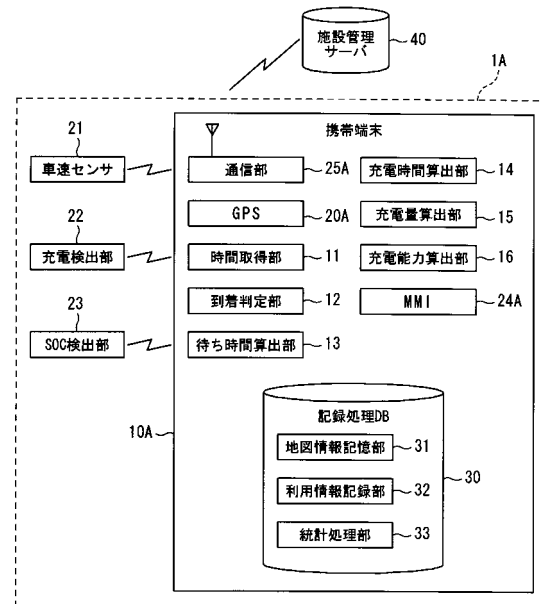 施設管理
サーバ
40
1A
携帯端末
21
車速センサ
通信部
25A
充電時間算出部
14
GPS
20A
充電量算出部
15
22
充電検出部
時間取得部
11
充電能力算出部
16
到着判定部
12
MMI
24A
23
SOC検出部
待ち時間算出部
13
10A
記録処理DB
地図情報記憶部
31
利用情報記録部
32
30
統計処理部
33